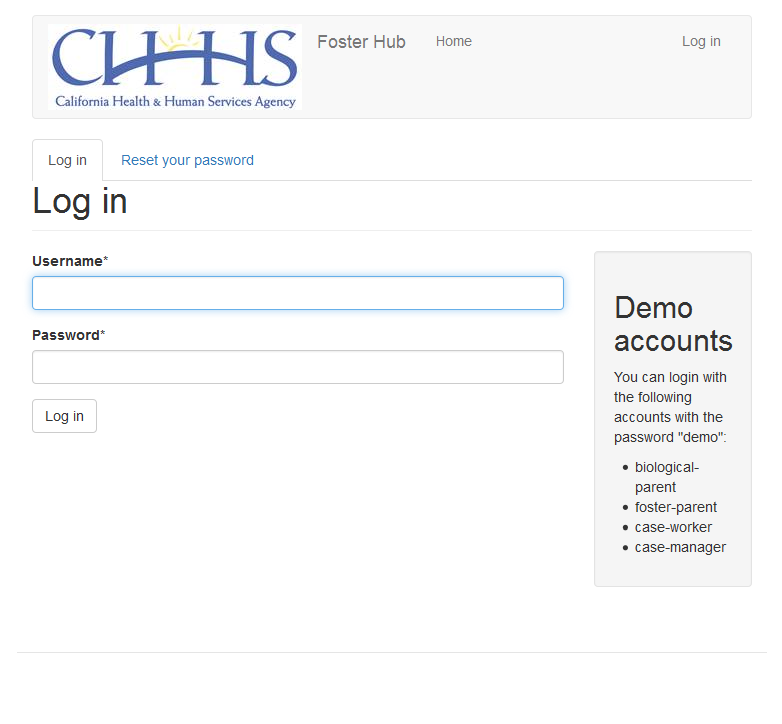 CHHS
California Health & Human Services Agency
Foster Hub
Home
Log in
Log in
Reset your password
Log in
Username*
Password*
Log in
Demo
accounts
You can login with
the following
accounts with the
password "demo":
biological-
parent
foster-parent
case-worker
case-manager